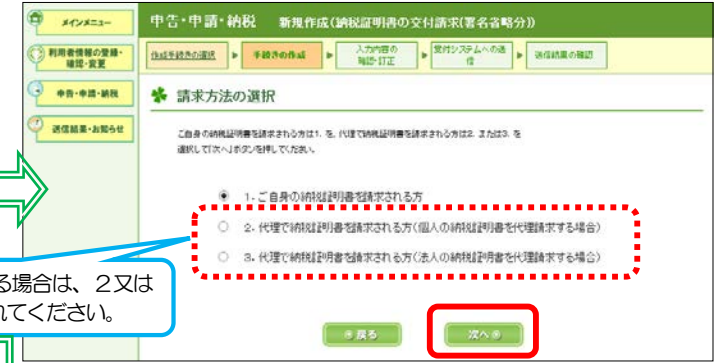 メインメニュー
利用者情報の登録・
確認・変更
申告・申請・納税
送信結果・お知らせ
申告・申請・納税 新規作成(納税証明書の交付請求(署名省略分))
作成手続きの選択
手続きの作成
入力内容の
確認・訂正
受付システムへの送
信
送信結果の確認
請求方法の選択
ご自身の納税証明書を請求される方は1. を、代理で納税証明書を請求される方は2. または3. を
選択して「次へ」ボタンを押してください。
1. ご自身の納税証明書を請求される方
2. 代理で納税証明書を請求される方(個人の納税証明書を代理請求する場合)
3. 代理で納税証明書を請求される方(法人の納税証明書を代理請求する場合)
る場合は、2又は
れてください。
戻る
次へ